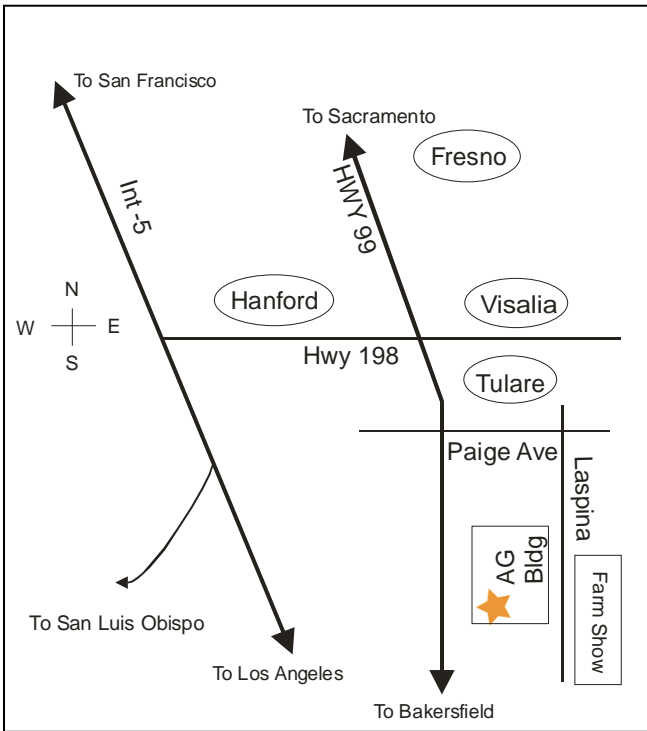 To San Francisco
To Sacramento
Fresno
Int -5
HWY 99
N
W
E
S
Hanford
Visalia
Hwy 198
Tulare
Paige Ave
Laspina
AG
Bldg
Farm Show
To San Luis Obispo
To Los Angeles
To Bakersfield